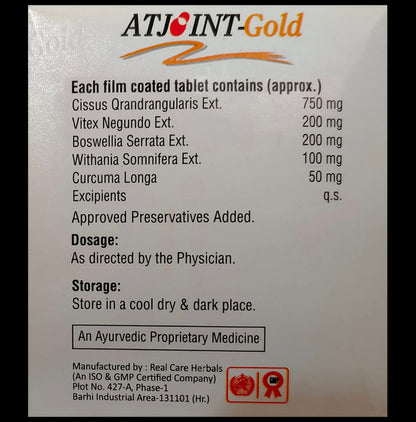 ATJOINT-Gold
Each film coated tablet contains (approx.)
Cissus Qrandrangularis Ext. 750 mg
Vitex Negundo Ext. 200 mg
Boswellia Serrata Ext. 200 mg
Withania Somnifera Ext. 100 mg
Curcuma Longa 50 mg
Excipients q.s.
Approved Preservatives Added.
Dosage:
As directed by the Physician.
Storage:
Store in a cool dry & dark place.
An Ayurvedic Proprietary Medicine
Manufactured by : Real Care Herbals
(An ISO & GMP Certified Company)
Plot No. 427-A, Phase-1
Barhi Industrial Area-131101 (Hr.)
GMP